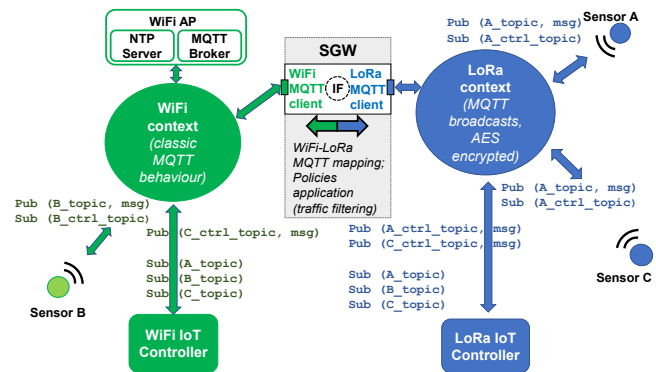 WiFi AP
NTP
Server
MQTT
Broker
SGW
WiFi
MQTT
client
IF
LoRa
MQTT
client
WiFi-LoRa
MQTT mapping;
Policies
application
(traffic filtering)
WiFi
context
(classic
MQTT
behaviour)
LoRa
context
(MQTT
broadcasts,
AES
encrypted)
Pub (A_topic, msg)
Sub (A_ctrl_topic)
Sensor A
Pub (A_topic, msg)
Sub (A_ctrl_topic)
Sensor C
Pub (B_topic, msg)
Sub (B_ctrl_topic)
Sensor B
Pub (C_ctrl_topic, msg)
Sub (A_topic)
Sub (B_topic)
Sub (C_topic)
WiFi IoT
Controller
Pub (A_ctrl_topic, msg)
Pub (C_ctrl_topic, msg)
Sub (A_topic)
Sub (B_topic)
Sub (C_topic)
LoRa IoT
Controller